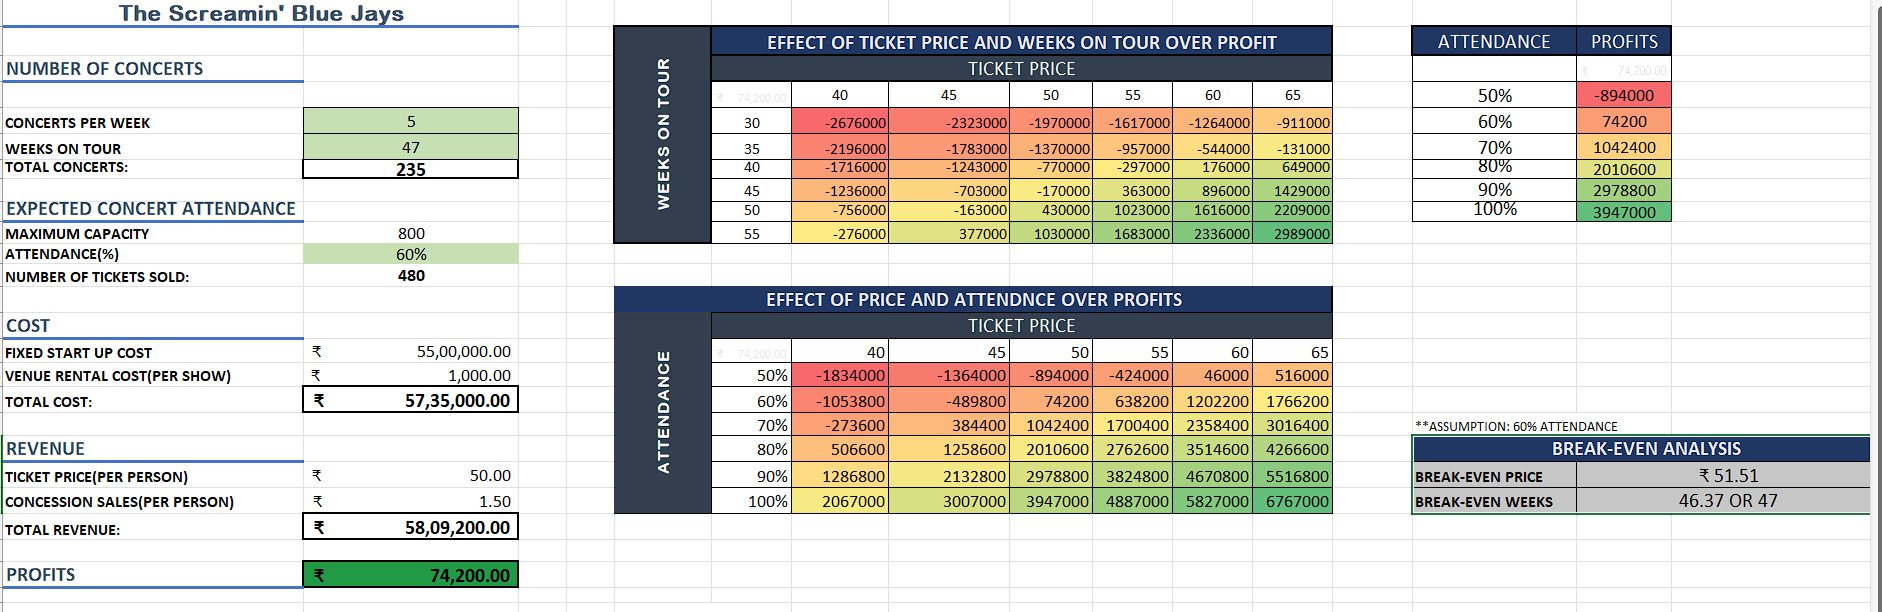 The Screamin' Blue Jays
NUMBER OF CONCERTS
CONCERTS PER WEEK 5
WEEKS ON TOUR 47
TOTAL CONCERTS: 235
EXPECTED CONCERT ATTENDANCE
MAXIMUM CAPACITY 800
ATTENDANCE(%) 60%
NUMBER OF TICKETS SOLD: 480
COST
FIXED START UP COST ₹ 55,00,000.00
VENUE RENTAL COST(PER SHOW) ₹ 1,000.00
TOTAL COST: ₹ 57,35,000.00
REVENUE
TICKET PRICE(PER PERSON) ₹ 50.00
CONCESSION SALES(PER PERSON) ₹ 1.50
TOTAL REVENUE: ₹ 58,09,200.00
PROFITS ₹ 74,200.00
EFFECT OF TICKET PRICE AND WEEKS ON TOUR OVER PROFIT
WEEKS ON TOUR
TICKET PRICE
₹ 74,200.00 40 45 50 55 60 65
30 -2676000 -2323000 -1970000 -1617000 -1264000 -911000
35 -2196000 -1783000 -1370000 -957000 -544000 -131000
40 -1716000 -1243000 -770000 -297000 176000 649000
45 -1236000 -703000 -170000 363000 896000 1429000
50 -756000 -163000 430000 1023000 1616000 2209000
55 -276000 377000 1030000 1683000 2336000 2989000
EFFECT OF PRICE AND ATTENDNCE OVER PROFITS
ATTENDANCE
TICKET PRICE
₹ 74,200.00 40 45 50 55 60 65
50% -1834000 -1364000 -894000 -424000 46000 516000
60% -1053800 -489800 74200 638200 1202200 1766200
70% -273600 384400 1042400 1700400 2358400 3016400
80% 506600 1258600 2010600 2762600 3514600 4266600
90% 1286800 2132800 2978800 3824800 4670800 5516800
100% 2067000 3007000 3947000 4887000 5827000 6767000
ATTENDANCE PROFITS
₹ 74,200.00
50% -894000
60% 74200
70% 1042400
80% 2010600
90% 2978800
100% 3947000
**ASSUMPTION: 60% ATTENDANCE
BREAK-EVEN ANALYSIS
BREAK-EVEN PRICE ₹ 51.51
BREAK-EVEN WEEKS 46.37 OR 47